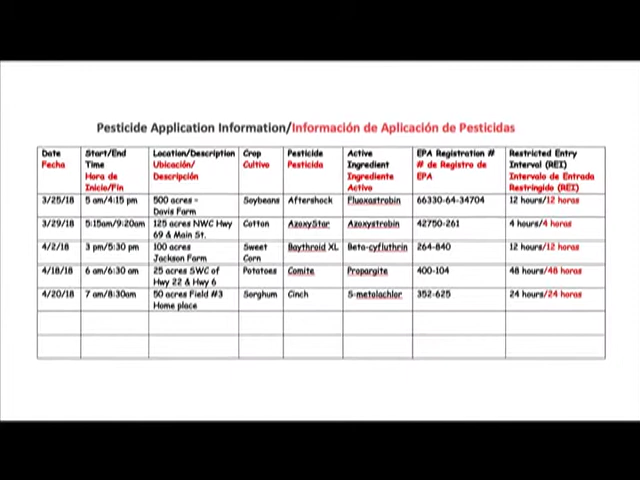 Pesticide Application Information/Información de Aplicación de Pesticidas
Date Fecha | Start/End Time Hora de Inicio/Fin | Location/Description Ubicación/Descripción | Crop Cultivo | Pesticide Pesticida | Active Ingredient Ingrediente Activo | EPA Registration # # de Registro de EPA | Restricted Entry Interval (REI) Intervalo de Entrada Restringido (REI)
3/25/18 | 5 am/4:15 pm | 500 acres - Davis Farm | Soybeans | Aftershock | Fluoxastrobin | 66330-64-34704 | 12 hours/12 horas
3/29/18 | 5:15am/9:20am | 125 acres NWC Hwy 69 & Main St. | Cotton | AzoxyStar | Azoxystrobin | 42750-261 | 4 hours/4 horas
4/2/18 | 3 pm/5:30 pm | 100 acres Jackson Farm | Sweet Corn | Baythroid XL | Beta-cyfluthrin | 264-840 | 12 hours/12 horas
4/18/18 | 6 am/6:30 am | 25 acres SWC of Hwy 22 & Hwy 6 | Potatoes | Comite | Propargite | 400-104 | 48 hours/48 horas
4/20/18 | 7 am/8:30am | 50 acres Field #3 Home place | Sorghum | Cinch | S-metolachlor | 352-625 | 24 hours/24 horas